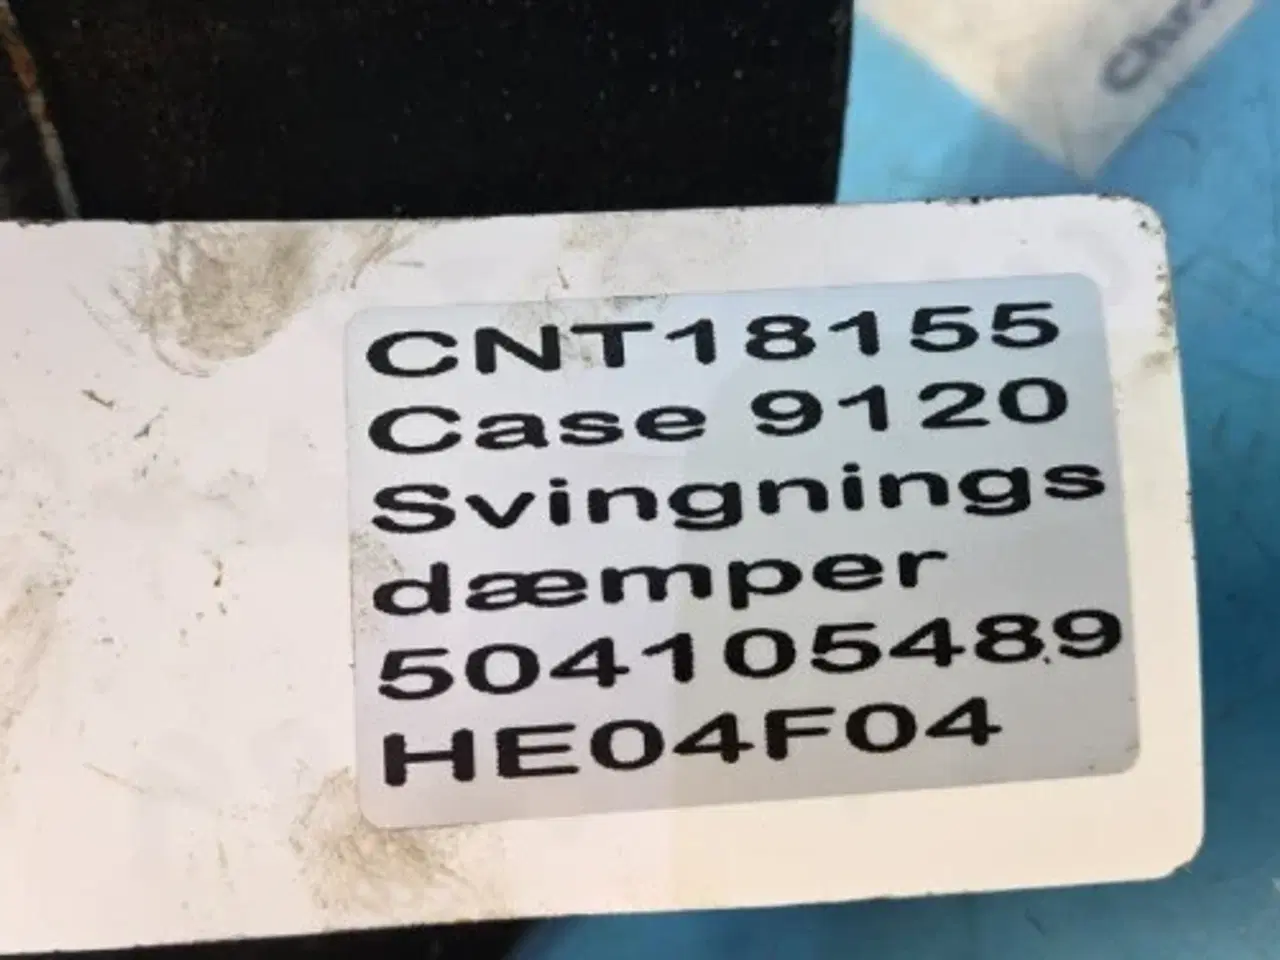 CNT18155
Case 9120
Svingnings
dæmper
504105489
HE04F04